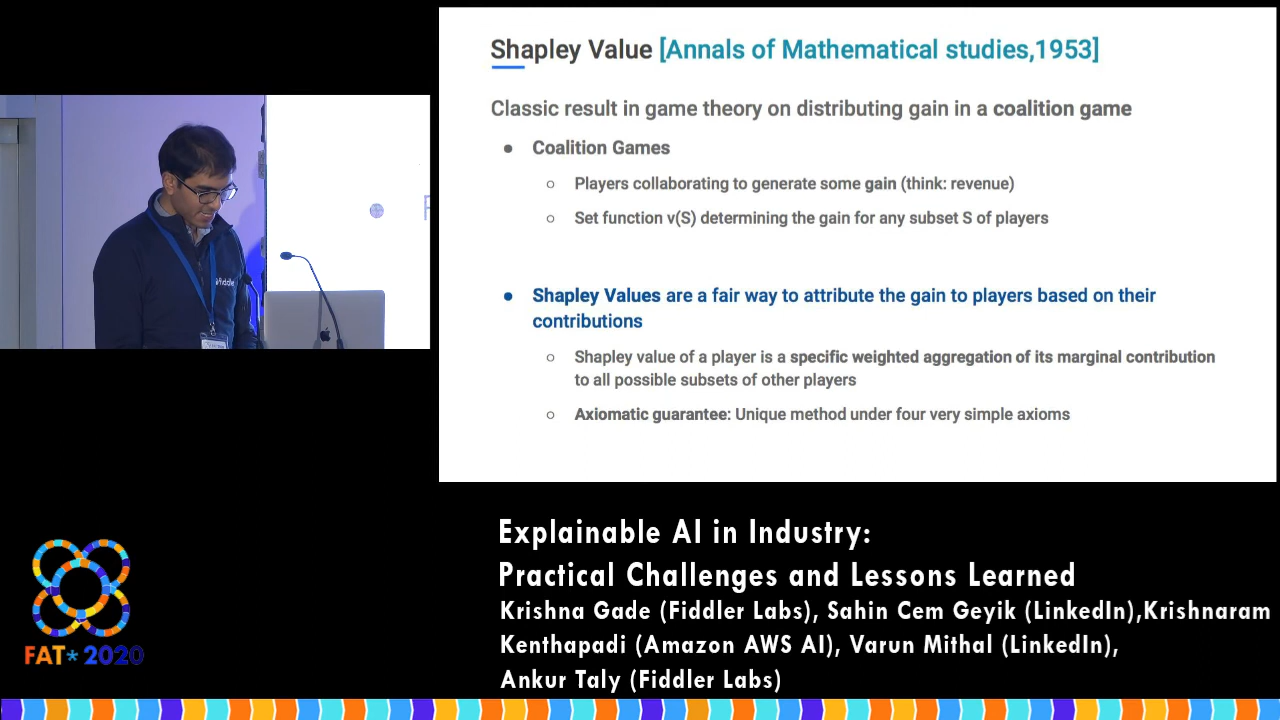 Shapley Value [Annals of Mathematical studies,1953]
Classic result in game theory on distributing gain in a coalition game
● Coalition Games
○ Players collaborating to generate some gain (think: revenue)
○ Set function v(S) determining the gain for any subset S of players
● Shapley Values are a fair way to attribute the gain to players based on their
contributions
○ Shapley value of a player is a specific weighted aggregation of its marginal contribution
to all possible subsets of other players
○ Axiomatic guarantee: Unique method under four very simple axioms
fiddler
Explainable AI in Industry:
Practical Challenges and Lessons Learned
Krishna Gade (Fiddler Labs), Sahin Cem Geyik (LinkedIn),Krishnaram
Kenthapadi (Amazon AWS AI), Varun Mithal (LinkedIn),
Ankur Taly (Fiddler Labs)
FAT* 2020